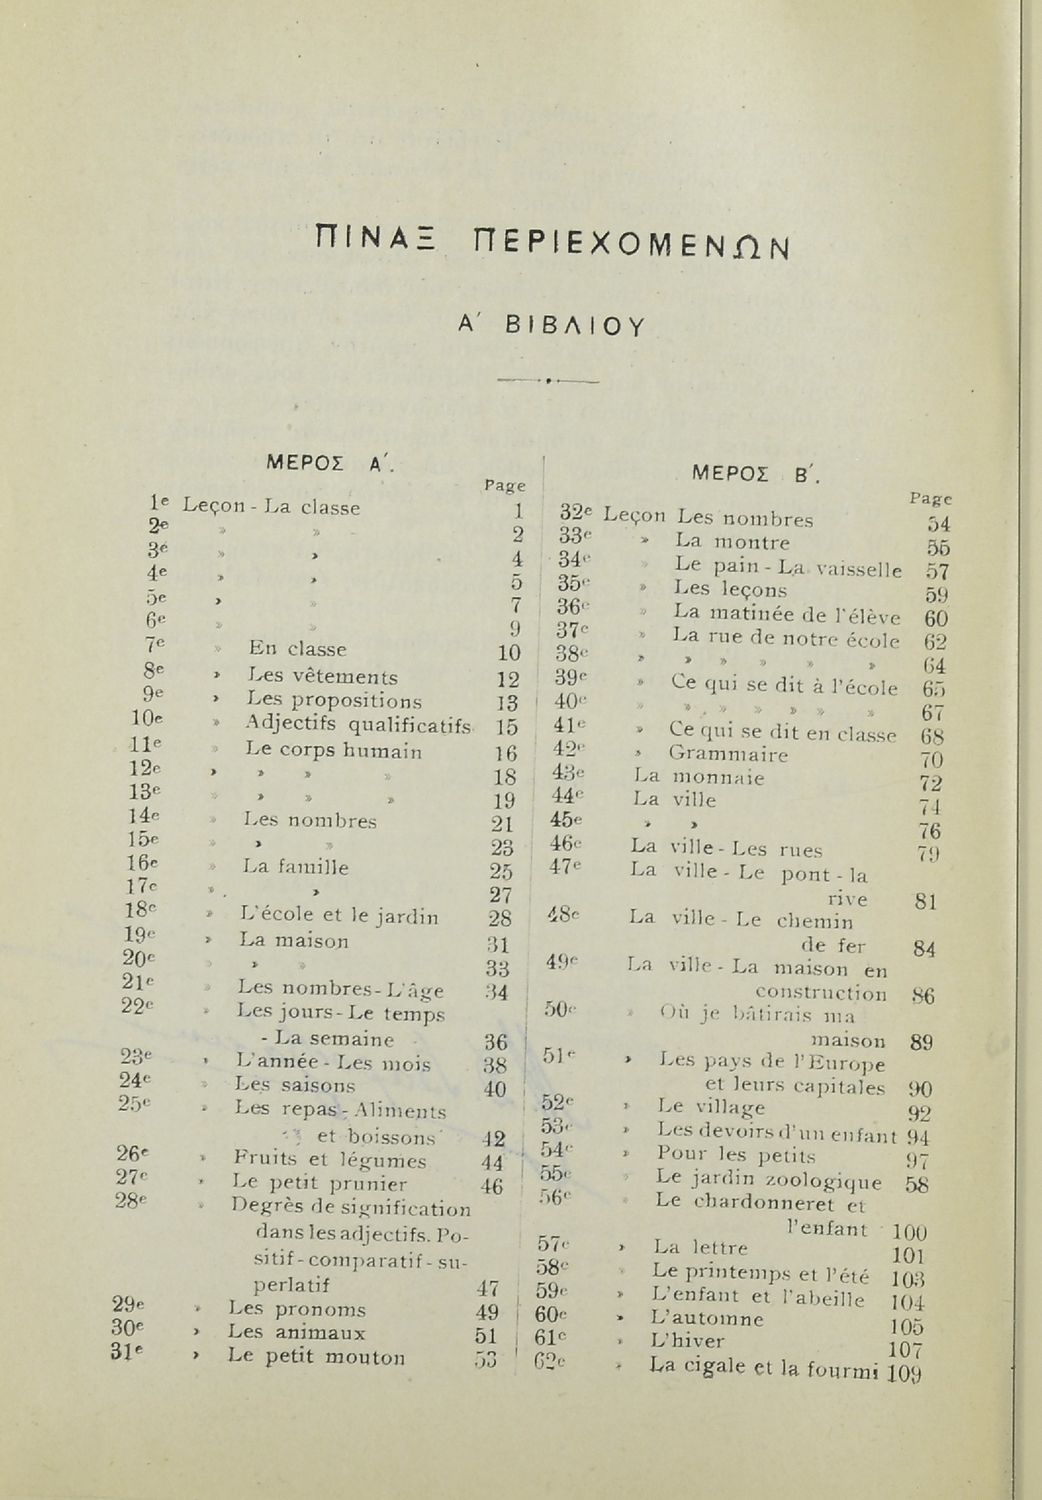 ΠΙΝΑΞ ΠΕΡΙΕΧΟΜΕΝΩΝ
Α΄ ΒΙΒΛΙΟΥ
ΜΕΡΟΣ Α΄.
Page
1e Leçon - La classe 1
2e » » 2
3e » » 4
4e » » 5
5e » » 7
6e » » 9
7e » En classe 10
8e » Les vêtements 12
9e » Les propositions 13
10e » Adjectifs qualificatifs 15
11e » Le corps humain 16
12e » » » » 18
13e » » » » 19
14e » Les nombres 21
15e » » » 23
16e » La famille 25
17e » » 27
18e » L'école et le jardin 28
19e » La maison 31
20e » » » 33
21e » Les nombres - L'âge 34
22e » Les jours - Le temps
- La semaine 36
23e » L'année - Les mois 38
24e » Les saisons 40
25e » Les repas - Aliments
et boissons 42
26e » Fruits et légumes 44
27e » Le petit prunier 46
28e » Degrès de signification
dans les adjectifs. Po-
sitif - comparatif - su-
perlatif 47
29e » Les pronoms 49
30e » Les animaux 51
31e » Le petit mouton 53
ΜΕΡΟΣ Β΄.
Page
32e Leçon Les nombres 54
33e » La montre 55
34e » Le pain - La vaisselle 57
35e » Les leçons 59
36e » La matinée de l'élève 60
37e » La rue de notre école 62
38e » » » » » » 64
39e » Ce qui se dit à l'école 65
40e » » » » » » » 67
41e » Ce qui se dit en classe 68
42e » Grammaire 70
43e La monnaie 72
44e La ville 74
45e » » 76
46e La ville - Les rues 79
47e La ville - Le pont - la
rive 81
48e La ville - Le chemin
de fer 84
49e La ville - La maison en
construction 86
50e » Où je bâtirais ma
maison 89
51e » Les pays de l'Europe
et leurs capitales 90
52e » Le village 92
53e » Les devoirs d'un enfant 94
54e » Pour les petits 97
55e » Le jardin zoologique 58
56e » Le chardonneret et
l'enfant 100
57e » La lettre 101
58e » Le printemps et l'été 103
59e » L'enfant et l'abeille 104
60e » L'automne 105
61e » L'hiver 107
62e » La cigale et la fourmi 109